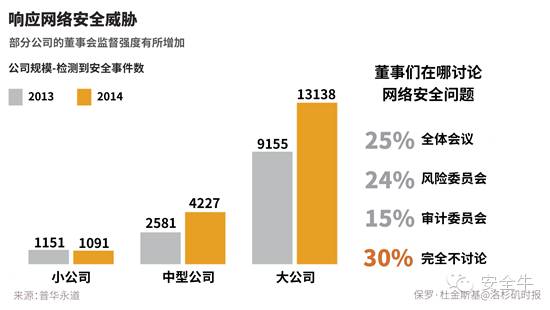 响应网络安全威胁
部分公司的董事会监督强度有所增加
公司规模-检测到安全事件数
2013 2014
1151 1091
小公司
2581 4227
中型公司
9155 13138
大公司
董事们在哪讨论
网络安全问题
25% 全体会议
24% 风险委员会
15% 审计委员会
30% 完全不讨论
安全牛
来源:普华永道
保罗·杜金斯基@洛杉矶时报